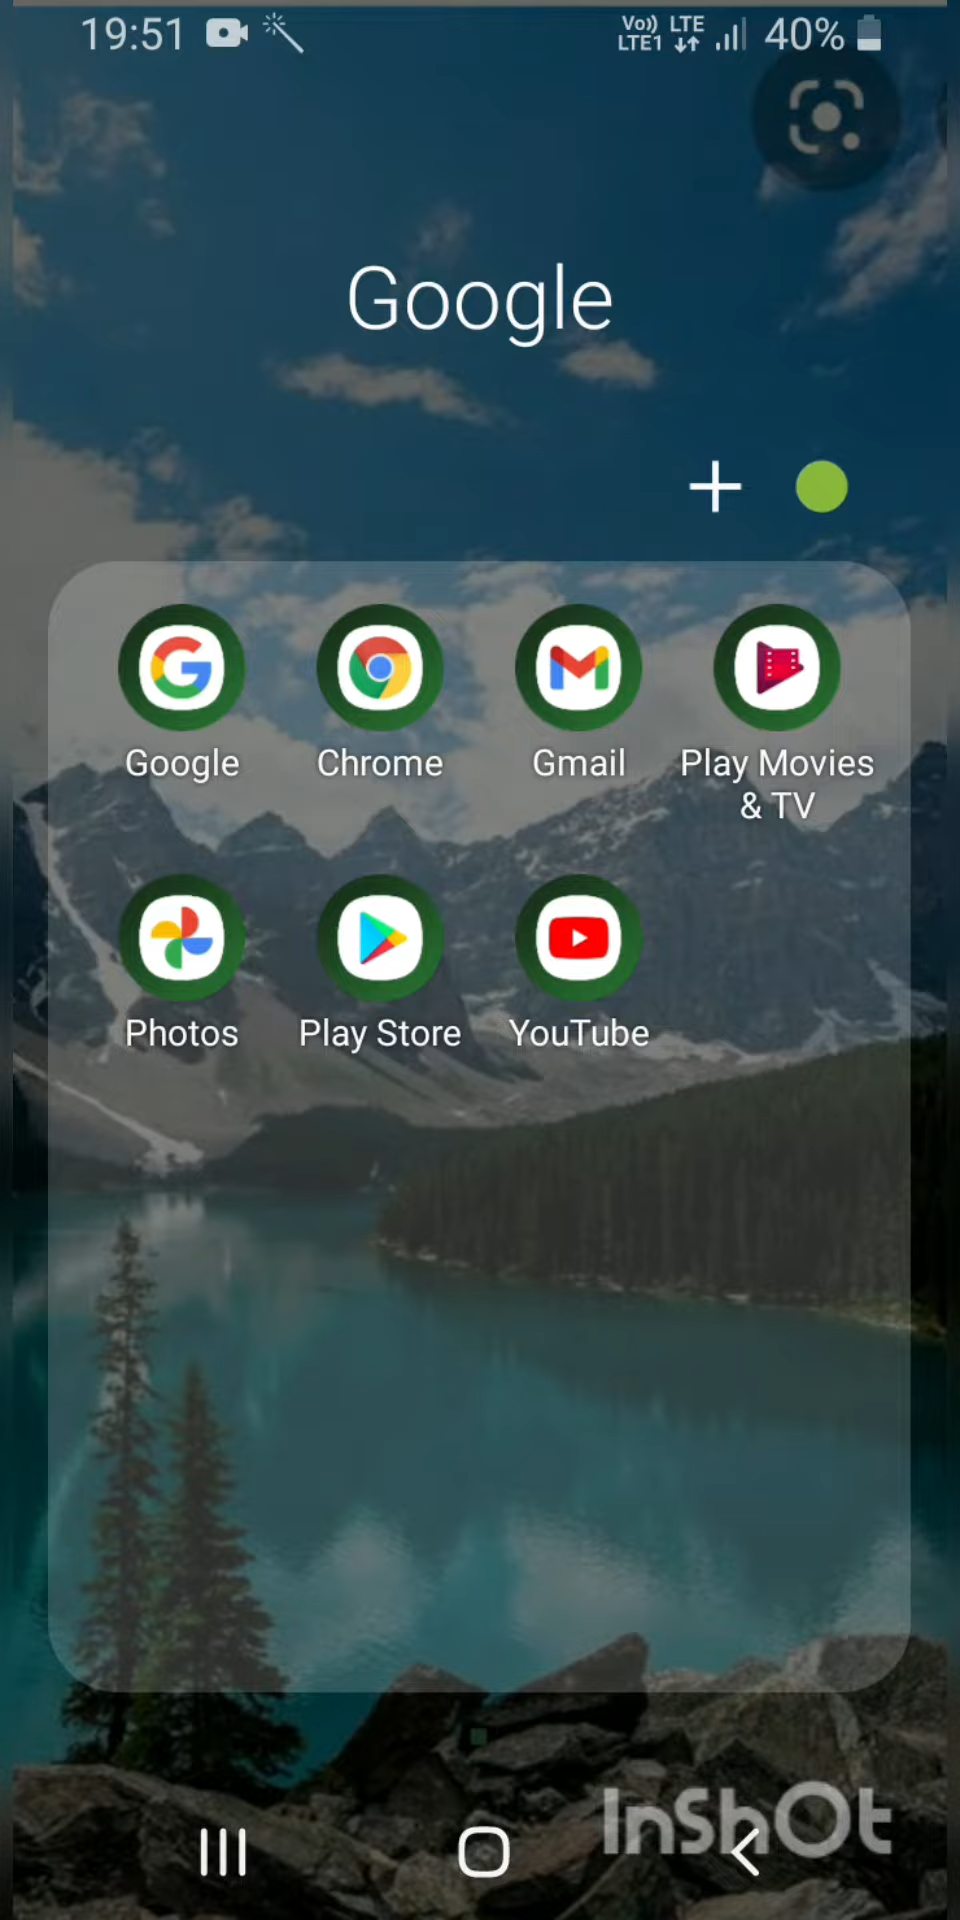 19:51
Vo)) LTE
LTE1
40%
Google
Google
Chrome
Gmail
Play Movies
& TV
Photos
Play Store
YouTube
InShOt